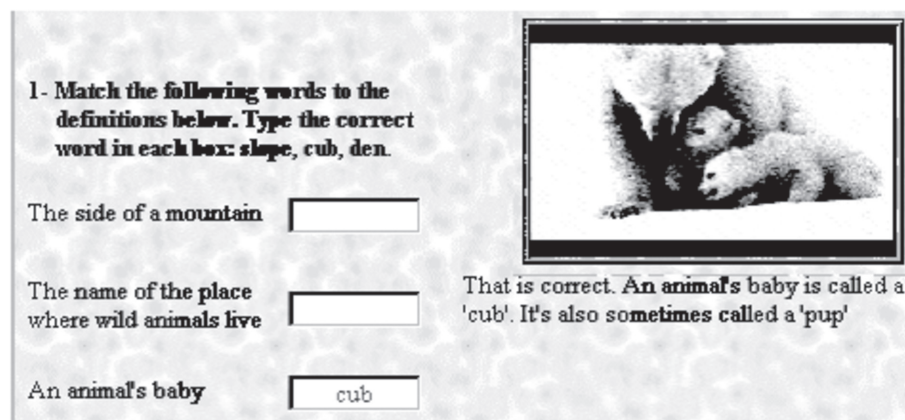 1- Match the following words to the
definitions below. Type the correct
word in each box: slope, cub, den.
The side of a mountain
The name of the place
where wild animals live
An animal's baby
cub
That is correct. An animal's baby is called a
'cub'. It's also sometimes called a 'pup'